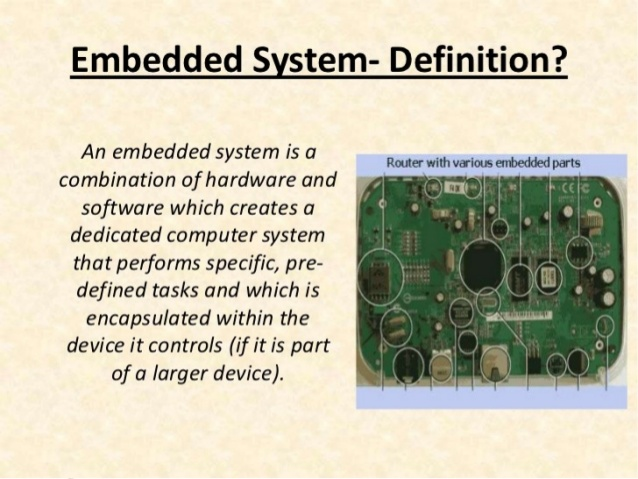 Embedded System- Definition?
An embedded system is a
combination of hardware and
software which creates a
dedicated computer system
that performs specific, pre-
defined tasks and which is
encapsulated within the
device it controls (if it is part
of a larger device).
Router with various embedded parts